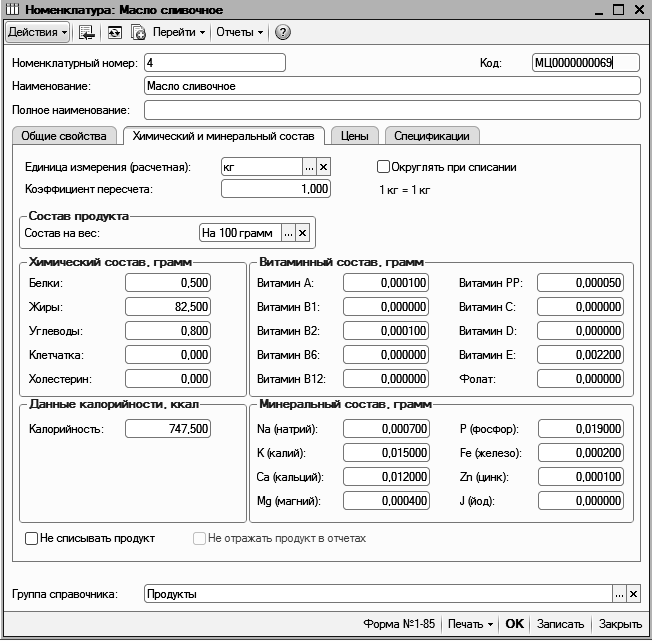 Номенклатура: Масло сливочное
Действия Перейти Отчеты ?
Номенклатурный номер: 4 Код: МЦ0000000069
Наименование: Масло сливочное
Полное наименование:
Общие свойства Химический и минеральный состав Цены Спецификации
Единица измерения (расчетная): кг ... × Округлять при списании
Коэффициент пересчета: 1,000 1 кг = 1 кг
Состав продукта
Состав на вес: На 100 грамм ... ×
Химический состав, грамм Витаминный состав, грамм
Белки: 0,500 Витамин A: 0,000100 Витамин PP: 0,000050
Жиры: 82,500 Витамин B1: 0,000000 Витамин C: 0,000000
Углеводы: 0,800 Витамин B2: 0,000100 Витамин D: 0,000000
Клетчатка: 0,000 Витамин B6: 0,000000 Витамин E: 0,002200
Холестерин: 0,000 Витамин B12: 0,000000 Фолат: 0,000000
Данные калорийности, ккал Минеральный состав, грамм
Калорийность: 747,500 Na (натрий): 0,000700 P (фосфор): 0,019000
K (калий): 0,015000 Fe (железо): 0,000200
Ca (кальций): 0,012000 Zn (цинк): 0,000100
Mg (магний): 0,000400 J (йод): 0,000000
Не списывать продукт Не отражать продукт в отчетах
Группа справочника: Продукты ... ×
Форма №1-85 Печать OK Записать Закрыть